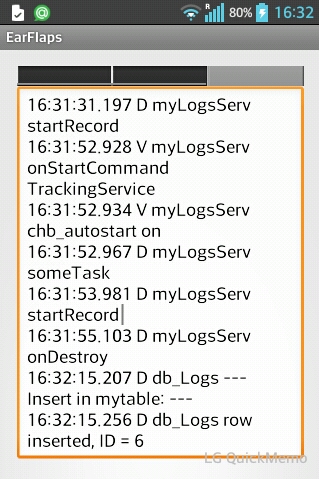 R
80%
16:32
EarFlaps
16:31:31.197 D myLogsServ
startRecord
16:31:52.928 V myLogsServ
onStartCommand
TrackingService
16:31:52.934 V myLogsServ
chb_autostart on
16:31:52.967 D myLogsServ
someTask
16:31:53.981 D myLogsServ
startRecord
16:31:55.103 D myLogsServ
onDestroy
16:32:15.207 D db_Logs ---
Insert in mytable: ---
16:32:15.256 D db_Logs row
inserted, ID = 6
LG QuickMemo